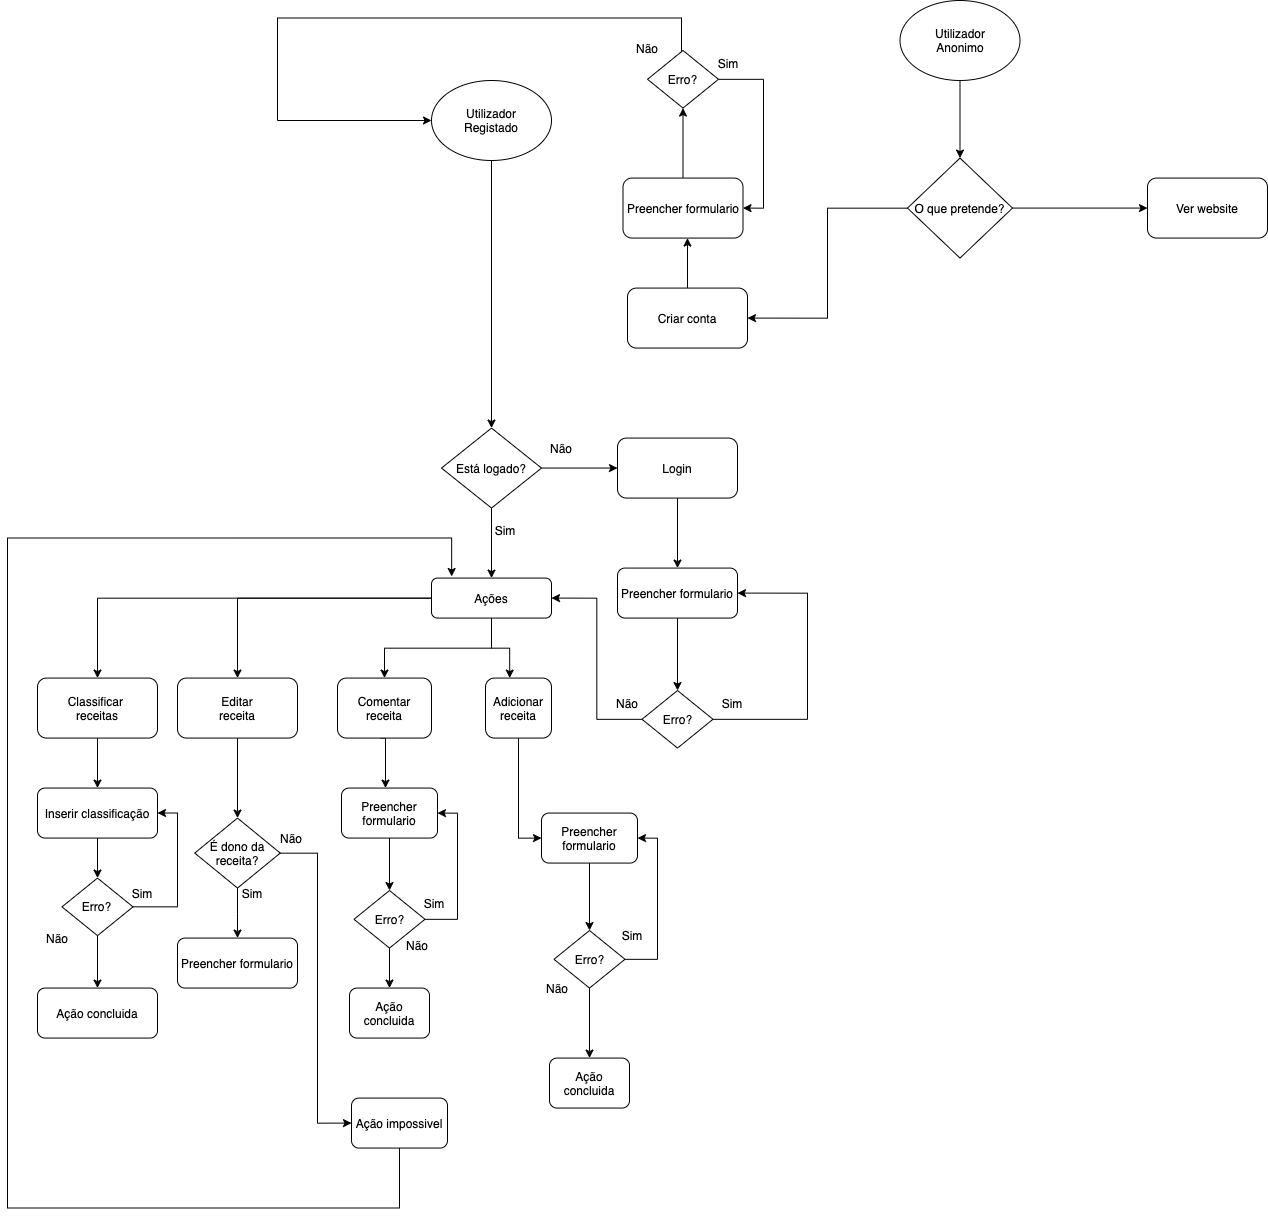 Utilizador
Anonimo
Não
Sim
Erro?
Utilizador
Registado
Preencher formulario
O que pretende?
Ver website
Criar conta
Está logado?
Não
Login
Sim
Ações
Preencher formulario
Classificar
receitas
Editar
receita
Comentar
receita
Adicionar
receita
Não
Erro?
Sim
Inserir classificação
Preencher
formulario
Preencher
formulario
É dono da
receita?
Não
Sim
Erro?
Sim
Não
Sim
Erro?
Não
Sim
Erro?
Não
Preencher formulario
Ação concluida
Ação
concluida
Ação
concluida
Ação impossivel